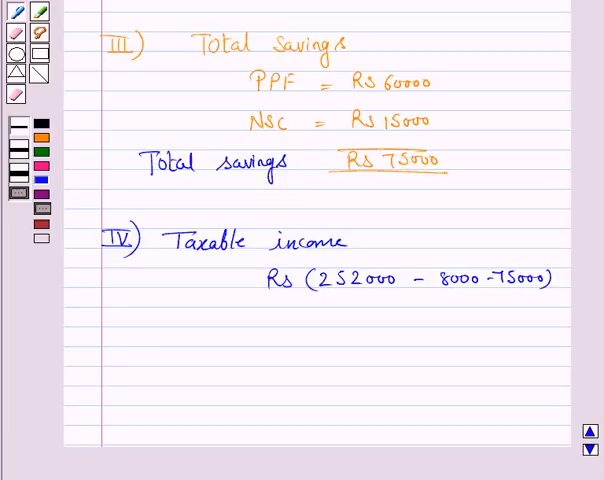 III) Total savings
PPF = Rs 60000
NSC = Rs 15000
Total savings Rs 75000
IV) Taxable income
Rs (252000 - 8000 -75000)